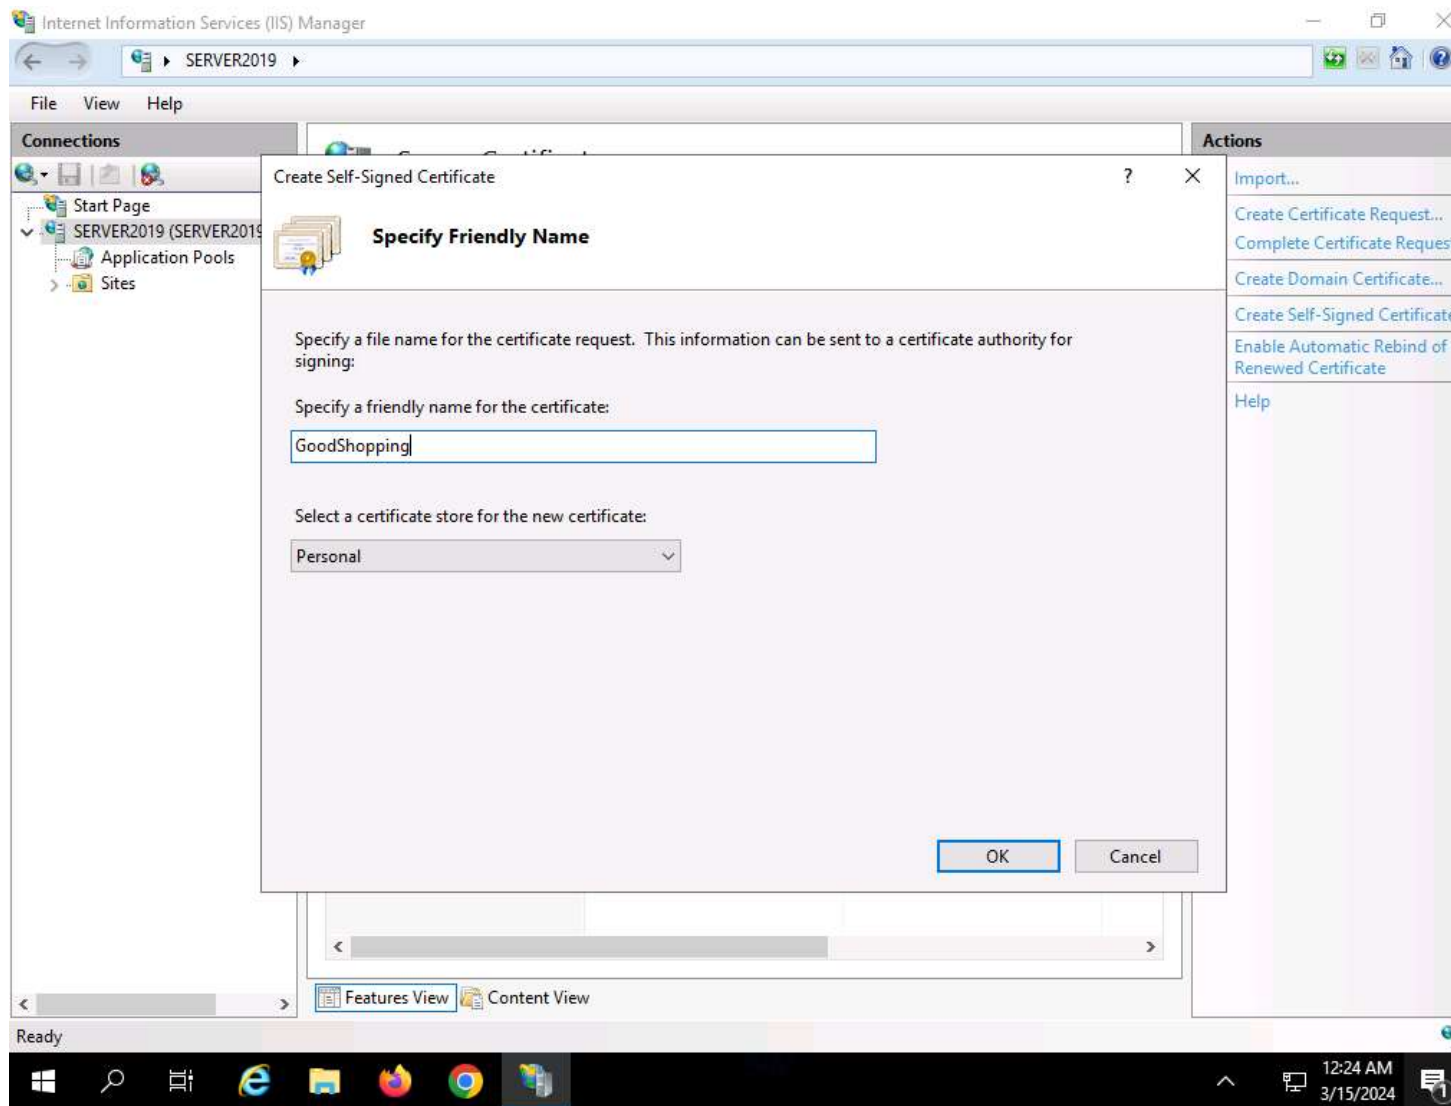 Internet Information Services (IIS) Manager
SERVER2019
File View Help
Connections
Start Page
SERVER2019 (SERVER2019
Application Pools
Sites
Create Self-Signed Certificate
?
Specify Friendly Name
Specify a file name for the certificate request. This information can be sent to a certificate authority for
signing:
Specify a friendly name for the certificate:
GoodShopping
Select a certificate store for the new certificate:
Personal
OK Cancel
Actions
Import...
Create Certificate Request...
Complete Certificate Reques
Create Domain Certificate...
Create Self-Signed Certificate
Enable Automatic Rebind of
Renewed Certificate
Help
Features View Content View
Ready
12:24 AM
3/15/2024
1